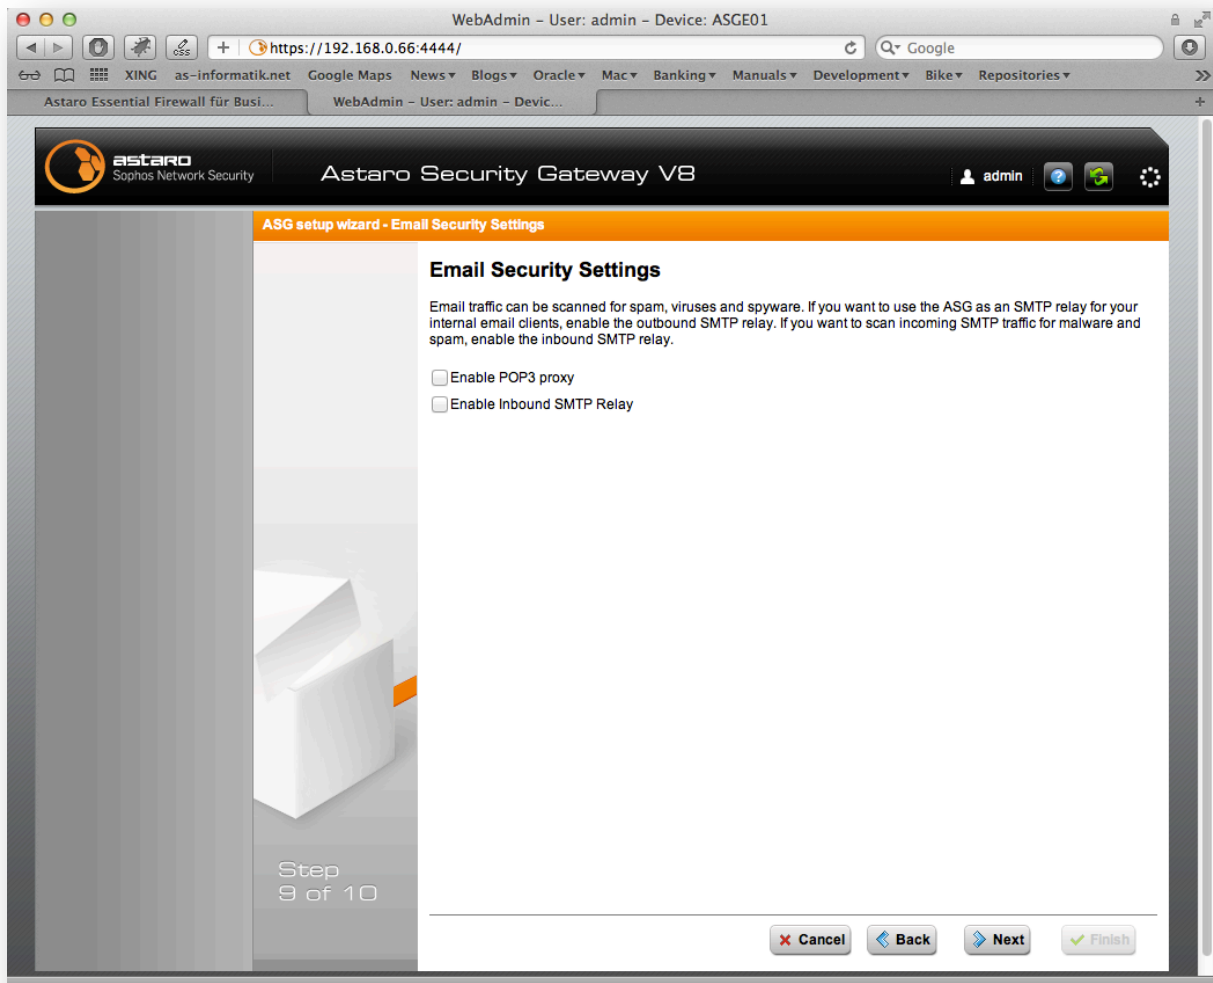 WebAdmin – User: admin – Device: ASGE01
css
+
https://192.168.0.66:4444/
Google
XING as-informatik.net Google Maps News Blogs Oracle Mac Banking Manuals Development Bike Repositories
Astaro Essential Firewall für Busi... WebAdmin – User: admin – Devic...
astaro
Sophos Network Security
Astaro Security Gateway V8
admin
ASG setup wizard - Email Security Settings
Email Security Settings
Email traffic can be scanned for spam, viruses and spyware. If you want to use the ASG as an SMTP relay for your
internal email clients, enable the outbound SMTP relay. If you want to scan incoming SMTP traffic for malware and
spam, enable the inbound SMTP relay.
Enable POP3 proxy
Enable Inbound SMTP Relay
Step
9 of 10
Cancel Back Next Finish